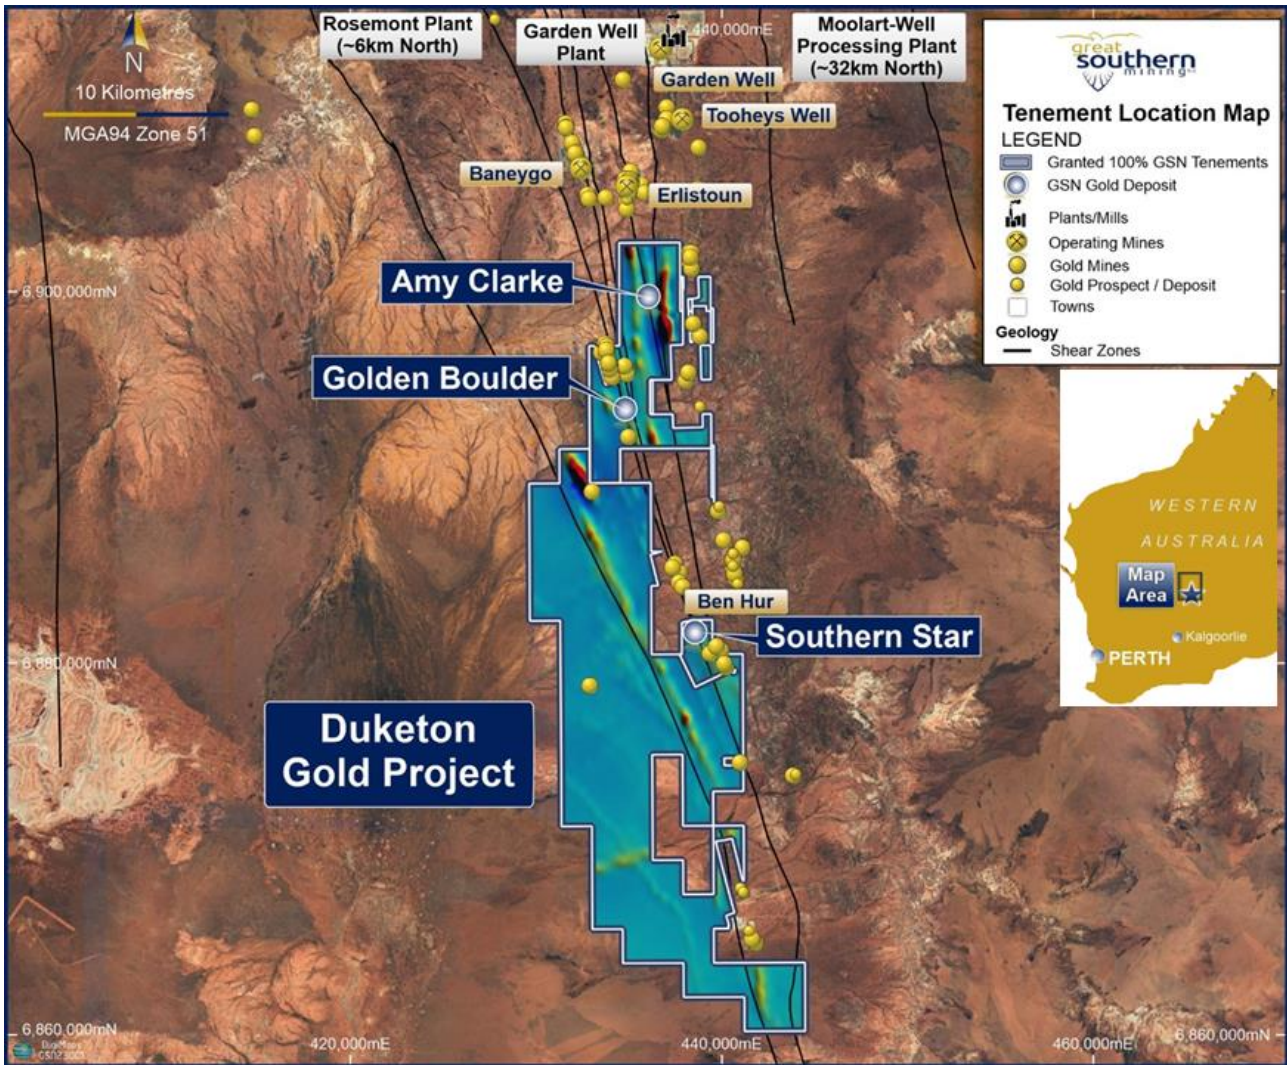 Rosemont Plant
(~6km North)
Garden Well
Plant
440,000mE
Moolart-Well
Processing Plant
(~32km North)
N
10 Kilometres
MGA94 Zone 51
Garden Well
Tooheys Well
Baneygo
Erlistoun
great
southern
mining
Tenement Location Map
LEGEND
Granted 100% GSN Tenements
GSN Gold Deposit
Plants/Mills
Operating Mines
Gold Mines
Gold Prospect / Deposit
Towns
Geology
Shear Zones
6,900,000mN
Amy Clarke
Golden Boulder
WESTERN
AUSTRALIA
Map
Area
Kalgoorlie
PERTH
Ben Hur
Southern Star
6,880,000mN
Duketon
Gold Project
6,860,000mN
DigiMaps
420,000mE
440,000mE
460,000mE
6,860,000mN